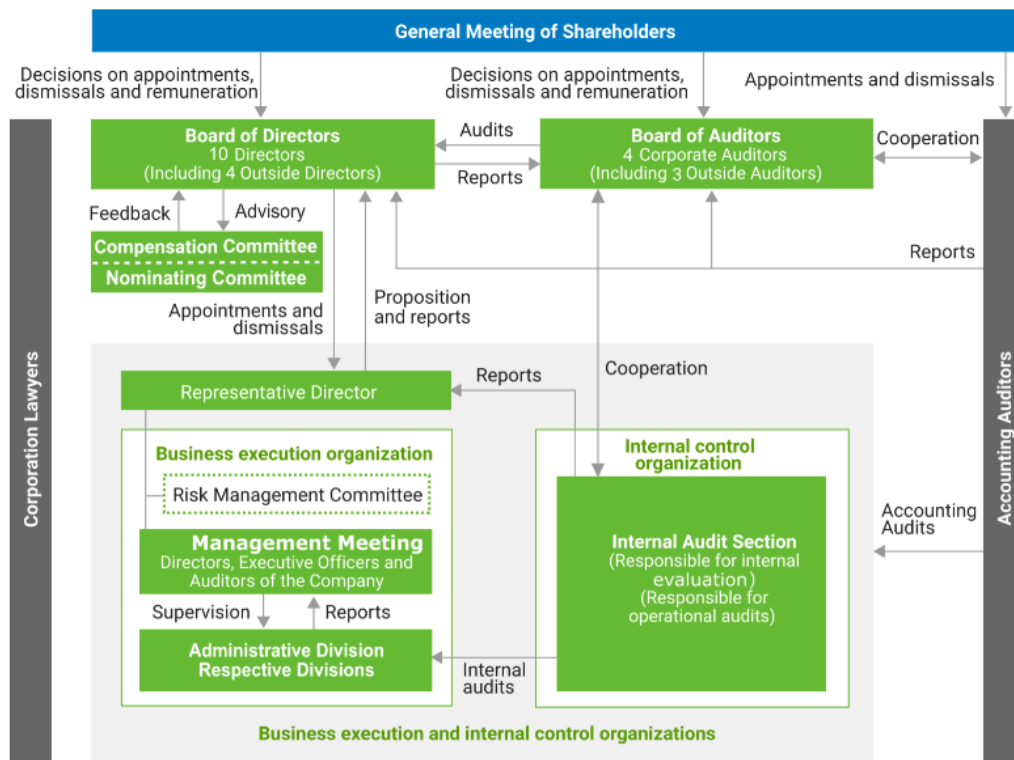 General Meeting of Shareholders
Decisions on appointments,
dismissals and remuneration
Decisions on appointments,
dismissals and remuneration
Appointments and dismissals
Board of Directors
10 Directors
(Including 4 Outside Directors)
Audits
Reports
Board of Auditors
4 Corporate Auditors
(Including 3 Outside Auditors)
Cooperation
Feedback
Advisory
Compensation Committee
Nominating Committee
Reports
Appointments and
dismissals
Proposition
and reports
Corporation Lawyers
Accounting Auditors
Representative Director
Reports
Cooperation
Business execution organization
Risk Management Committee
Management Meeting
Directors, Executive Officers and
Auditors of the Company
Supervision
Reports
Administrative Division
Respective Divisions
Internal control
organization
Internal Audit Section
(Responsible for internal
evaluation)
(Responsible for
operational audits)
Accounting
Audits
Internal
audits
Business execution and internal control organizations